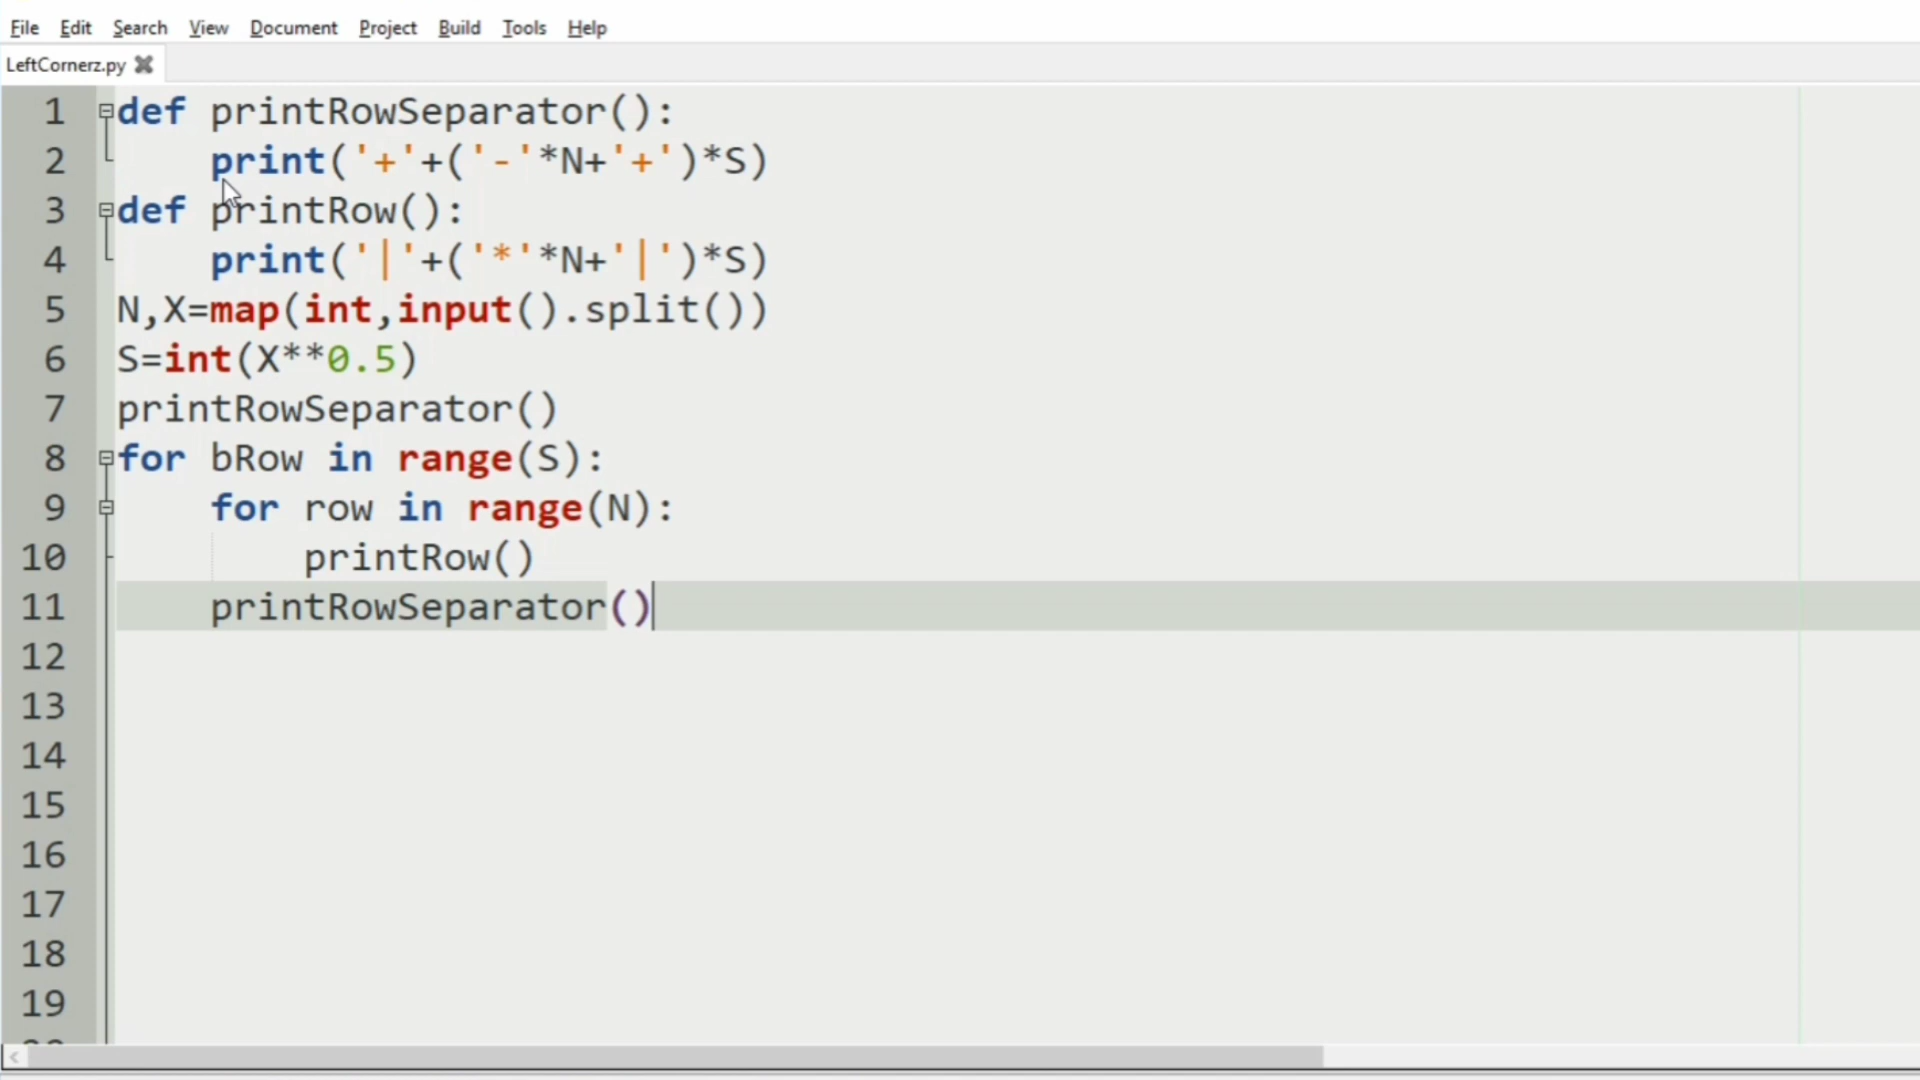 File Edit Search View Document Project Build Tools Help
LeftCornerz.py
1 def printRowSeparator():
2     print('+'+('-'*N+'+')*S)
3 def printRow():
4     print('|'+('*'*N+'|')*S)
5 N,X=map(int,input().split())
6 S=int(X**0.5)
7 printRowSeparator()
8 for bRow in range(S):
9     for row in range(N):
10         printRow()
11     printRowSeparator()
12
13
14
15
16
17
18
19